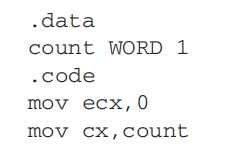 .data
count WORD 1
.code
mov ecx,0
mov cx,count